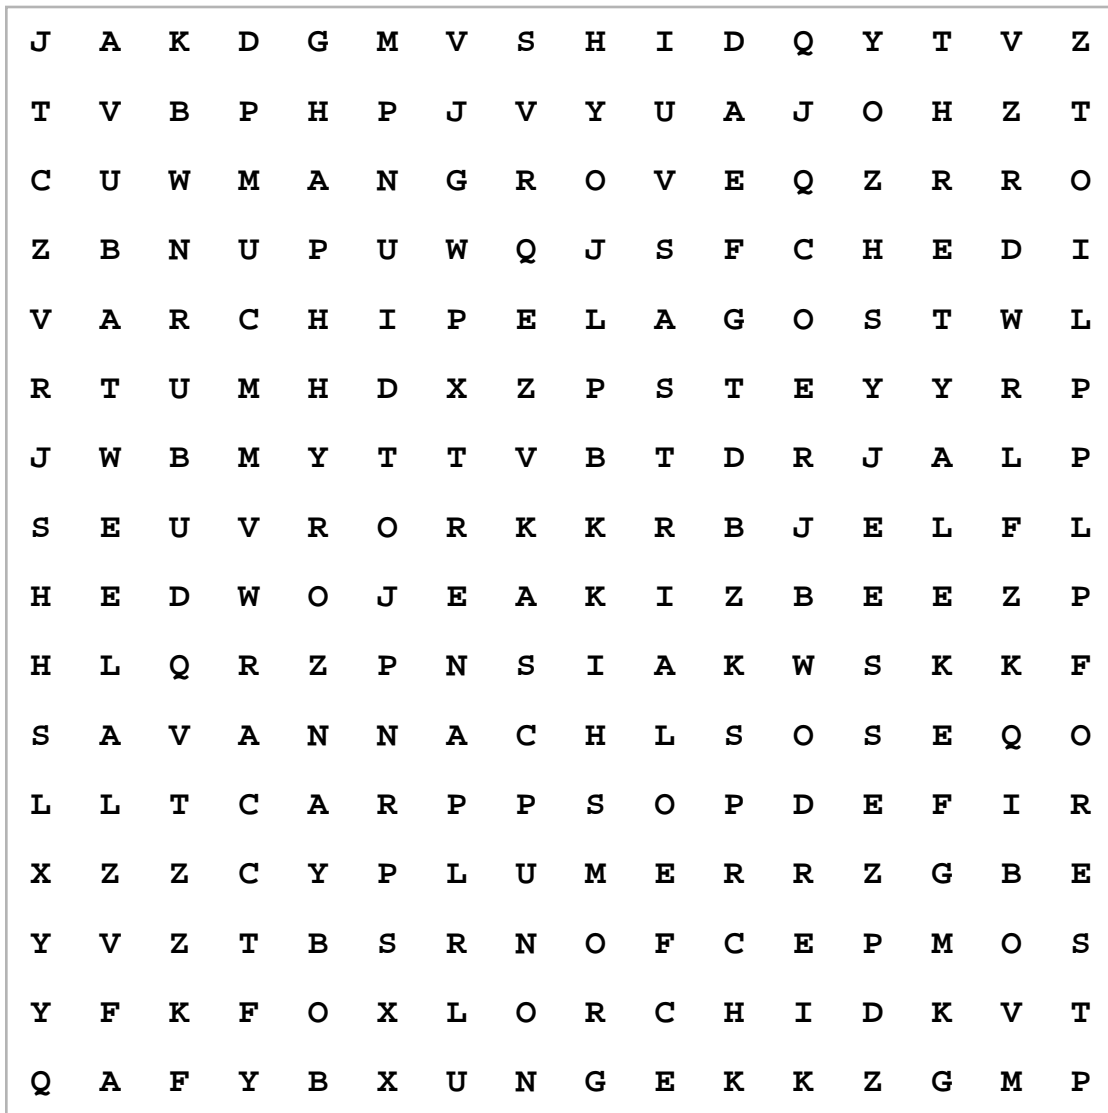 J A K D G M V S H I D Q Y T V Z
T V B P H P J V Y U A J O H Z T
C U W M A N G R O V E Q Z R R O
Z B N U P U W Q J S F C H E D I
V A R C H I P E L A G O S T W L
R T U M H D X Z P S T E Y Y R P
J W B M Y T T V B T D R J A L P
S E U V R O R K K R B J E L F L
H E D W O J E A K I Z B E E Z P
H L Q R Z P N S I A K W S K K F
S A V A N N A C H L S O S E Q O
L L T C A R P P S O P D E F I R
X Z Z C Y P L U M E R R Z G B E
Y V Z T B S R N O F C E P M O S
Y F K F O X L O R C H I D K V T
Q A F Y B X U N G E K K Z G M P